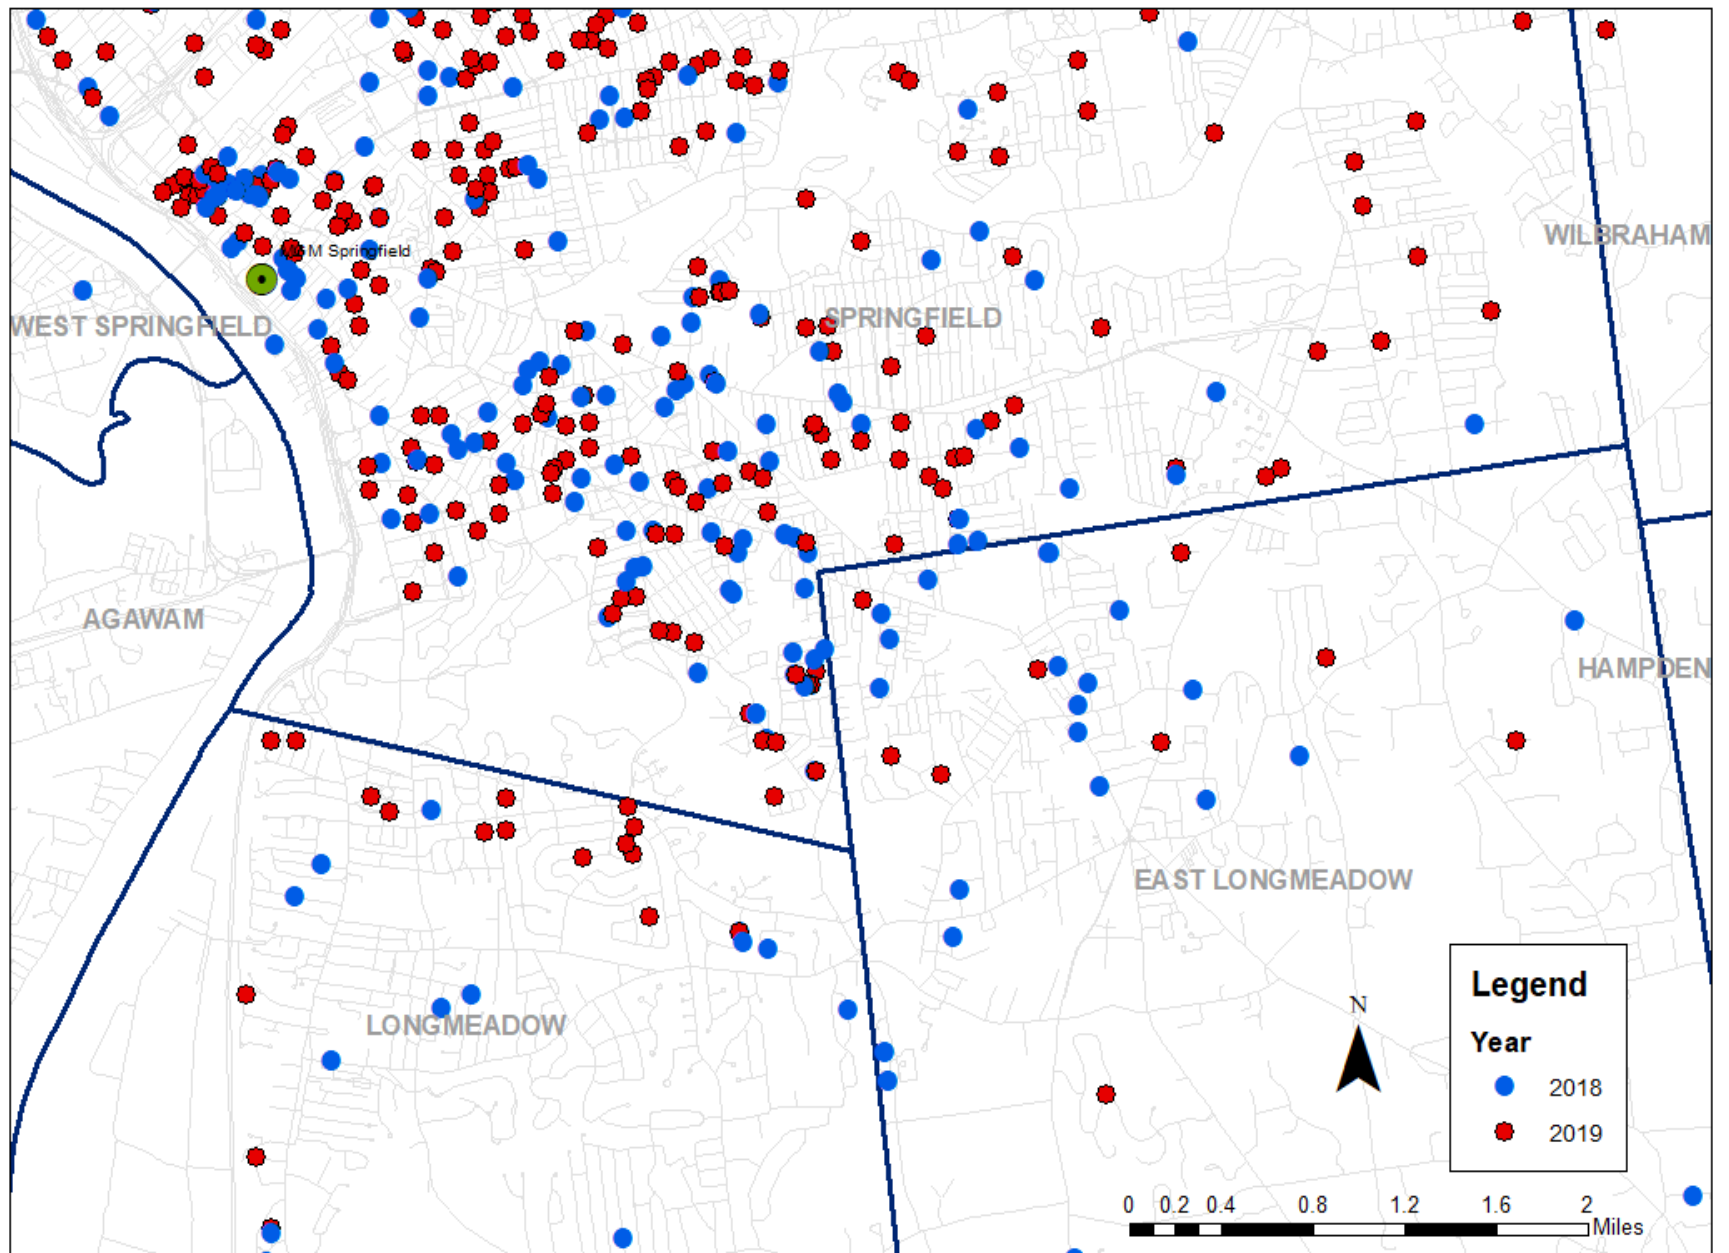 MGM Springfield
WILBRAHAM
WEST SPRINGFIELD
SPRINGFIELD
AGAWAM
HAMPDEN
EAST LONGMEADOW
LONGMEADOW
N
Legend
Year
2018
2019
0 0.2 0.4 0.8 1.2 1.6 2
Miles